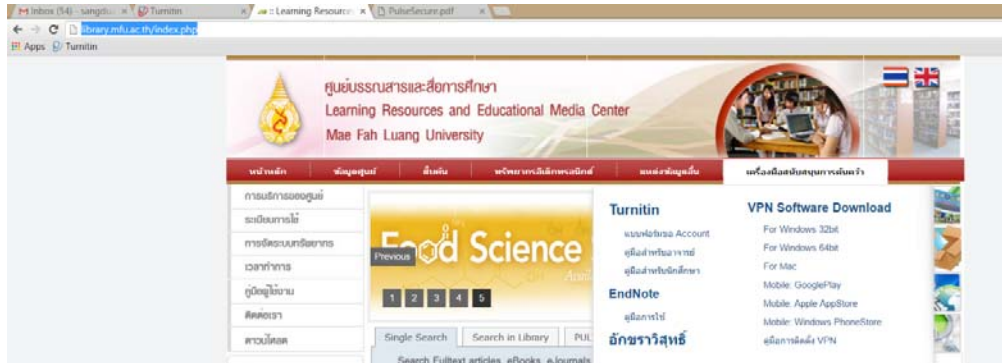 Inbox (54) - sangdu
Turnitin
:: Learning Resource
PulseSecure.pdf
library.mfu.ac.th/index.php
Apps
Turnitin
ศูนย์บรรณสารและสื่อการศึกษา
Learning Resources and Educational Media Center
Mae Fah Luang University
หน้าหลัก
ข้อมูลศูนย์
สืบค้น
ทรัพยากรอิเล็กทรอนิกส์
แหล่งข้อมูลอื่น
เครื่องมือสนับสนุนการค้นคว้า
การบริการของศูนย์
ระเบียบการใช้
การจัดระบบทรัพยากร
เวลาทำการ
คู่มือผู้ใช้งาน
ติดต่อเรา
ดาวน์โหลด
Food Science
Previous
1 2 3 4 5
Turnitin
แบบฟอร์มขอ Account
คู่มือสำหรับอาจารย์
คู่มือสำหรับนักศึกษา
EndNote
คู่มือการใช้
อักขราวิสุทธิ์
VPN Software Download
For Windows 32bit
For Windows 64bit
For Mac
Mobile: GooglePlay
Mobile: Apple AppStore
Mobile: Windows PhoneStore
คู่มือการติดตั้ง VPN
Single Search
Search in Library
PUL
Search Fulltext articles, eBooks, eJournals